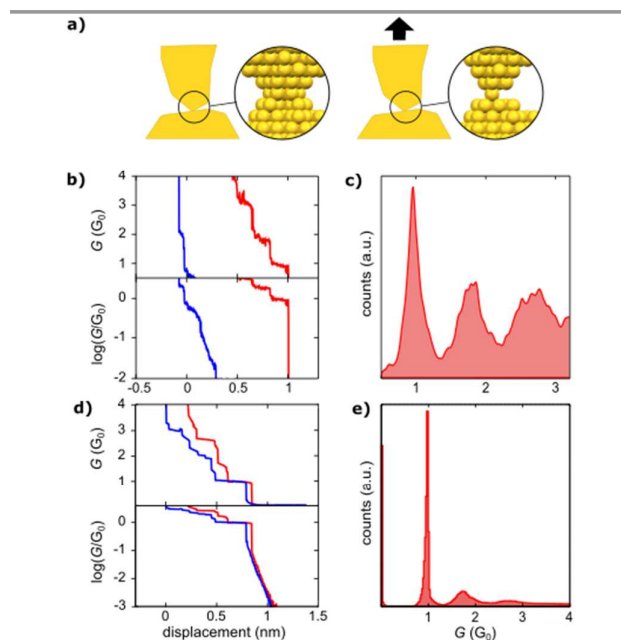 a)
b)
4
3
2
1
G (G₀)
0
-1
-2
log(G/G₀)
-0.5 0 0.5 1
c)
counts (a.u.)
1 2 3
d)
4
3
2
1
G (G₀)
0
-1
-2
-3
log(G/G₀)
0 0.5 1 1.5
displacement (nm)
e)
counts (a.u.)
0 1 2 3 4
G (G₀)